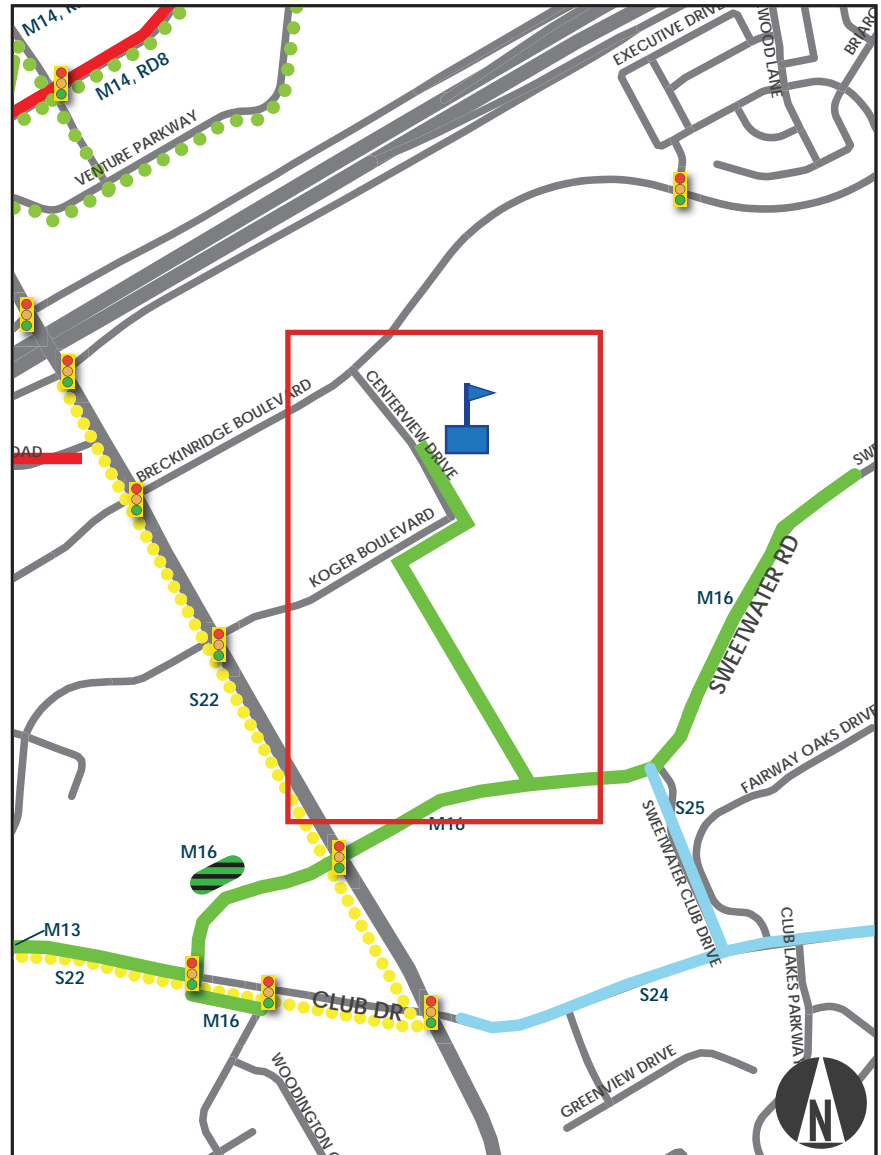 M14,
M14, RD8
VENTURE PARKWAY
EXECUTIVE DRIVE
WOOD LANE
BRECKINRIDGE BOULEVARD
CENTERVIEW DRIVE
KOGER BOULEVARD
M16
SWEETWATER RD
S22
FAIRWAY OAKS DRIVE
S25
SWEETWATER CLUB DRIVE
M16
M16
M13
S22
M16
CLUB DR
S24
CLUB LAKES PARKWAY
GREENVIEW DRIVE
WOODINGTON
N